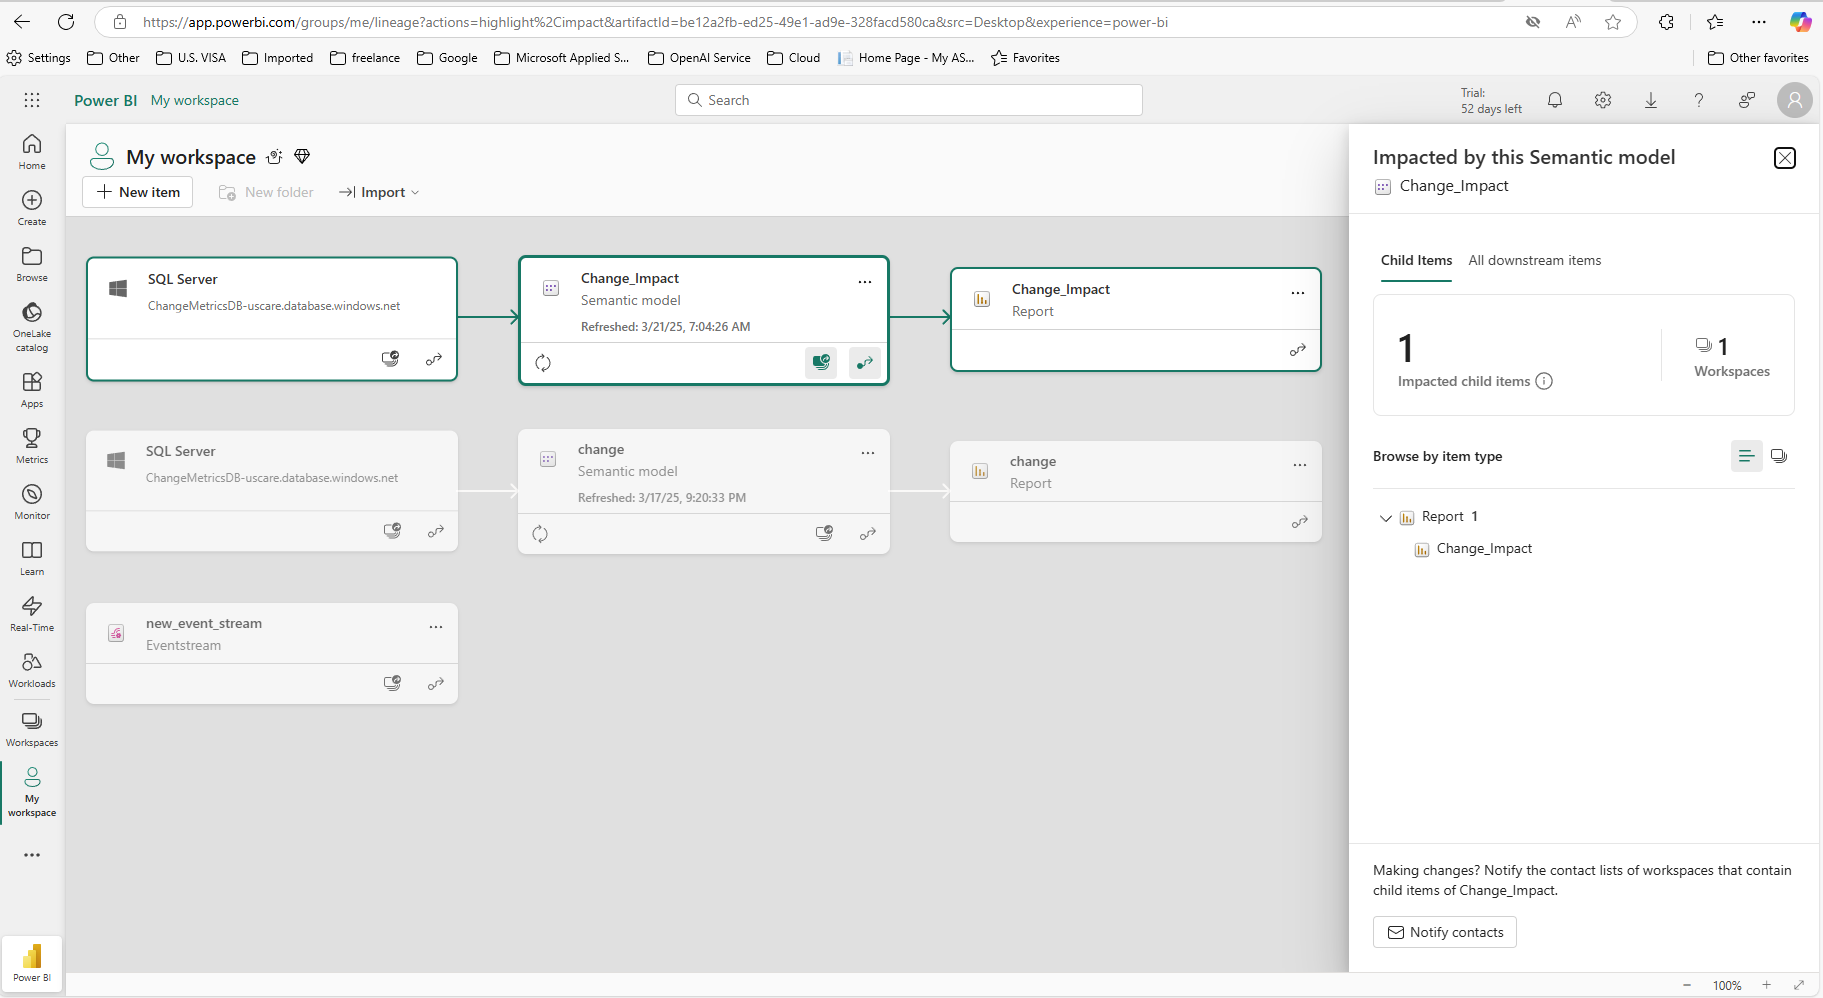 https://app.powerbi.com/groups/me/lineage?actions=highlight%2Cimpact&artifactId=be12a2fb-ed25-49e1-ad9e-328facd580ca&src=Desktop&experience=power-bi
Settings
Other
U.S. VISA
Imported
freelance
Google
Microsoft Applied S...
OpenAI Service
Cloud
Home Page - My AS...
Favorites
Other favorites
Power BI
My workspace
Search
Trial:
52 days left
Home
Create
Browse
OneLake
catalog
Apps
Metrics
Monitor
Learn
Real-Time
Workloads
Workspaces
My
workspace
Power BI
My workspace
New item
New folder
Import
SQL Server
ChangeMetricsDB-uscare.database.windows.net
Change_Impact
Semantic model
Refreshed: 3/21/25, 7:04:26 AM
Change_Impact
Report
SQL Server
ChangeMetricsDB-uscare.database.windows.net
change
Semantic model
Refreshed: 3/17/25, 9:20:33 PM
change
Report
new_event_stream
Eventstream
Impacted by this Semantic model
Change_Impact
Child Items
All downstream items
1
Impacted child items
1
Workspaces
Browse by item type
Report 1
Change_Impact
Making changes? Notify the contact lists of workspaces that contain
child items of Change_Impact.
Notify contacts
100%